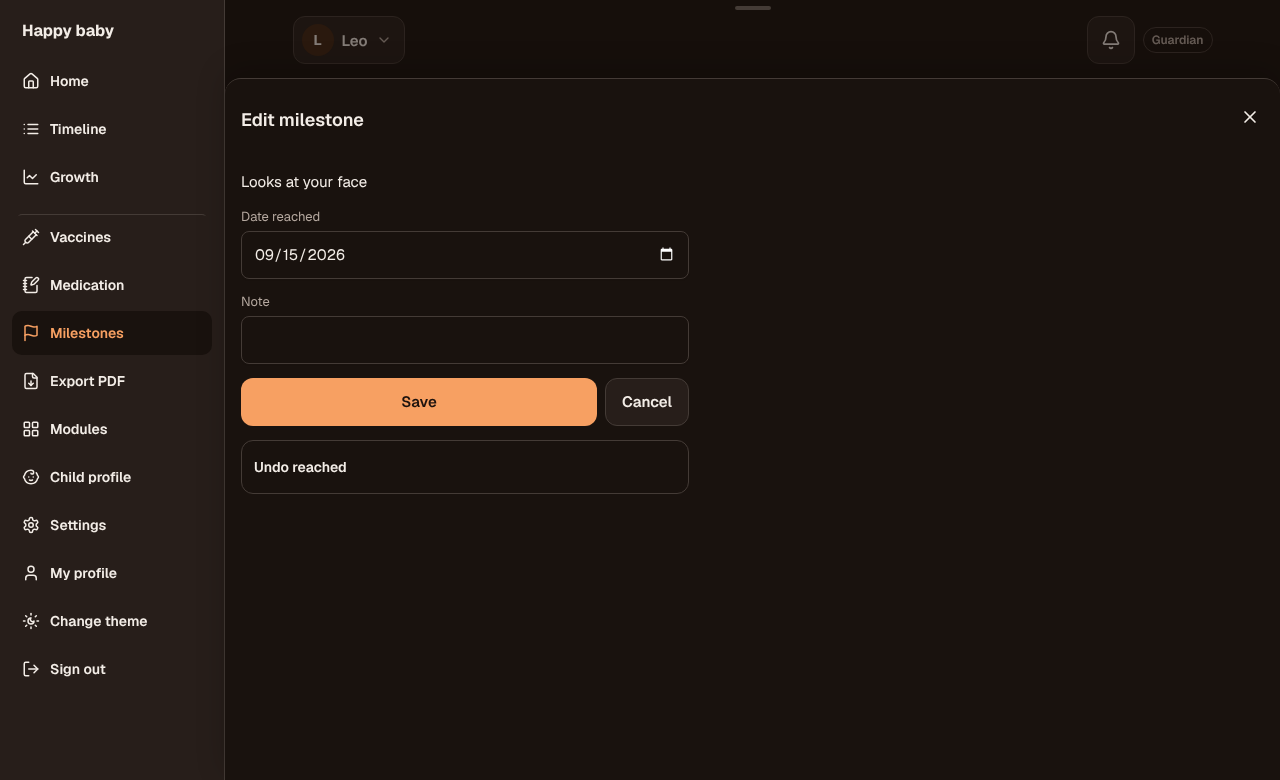 Happy baby
Home
Timeline
Growth
Vaccines
Medication
Milestones
Export PDF
Modules
Child profile
Settings
My profile
Change theme
Sign out
L Leo
Guardian
Edit milestone
Looks at your face
Date reached
09/15/2026
Note
Save Cancel
Undo reached